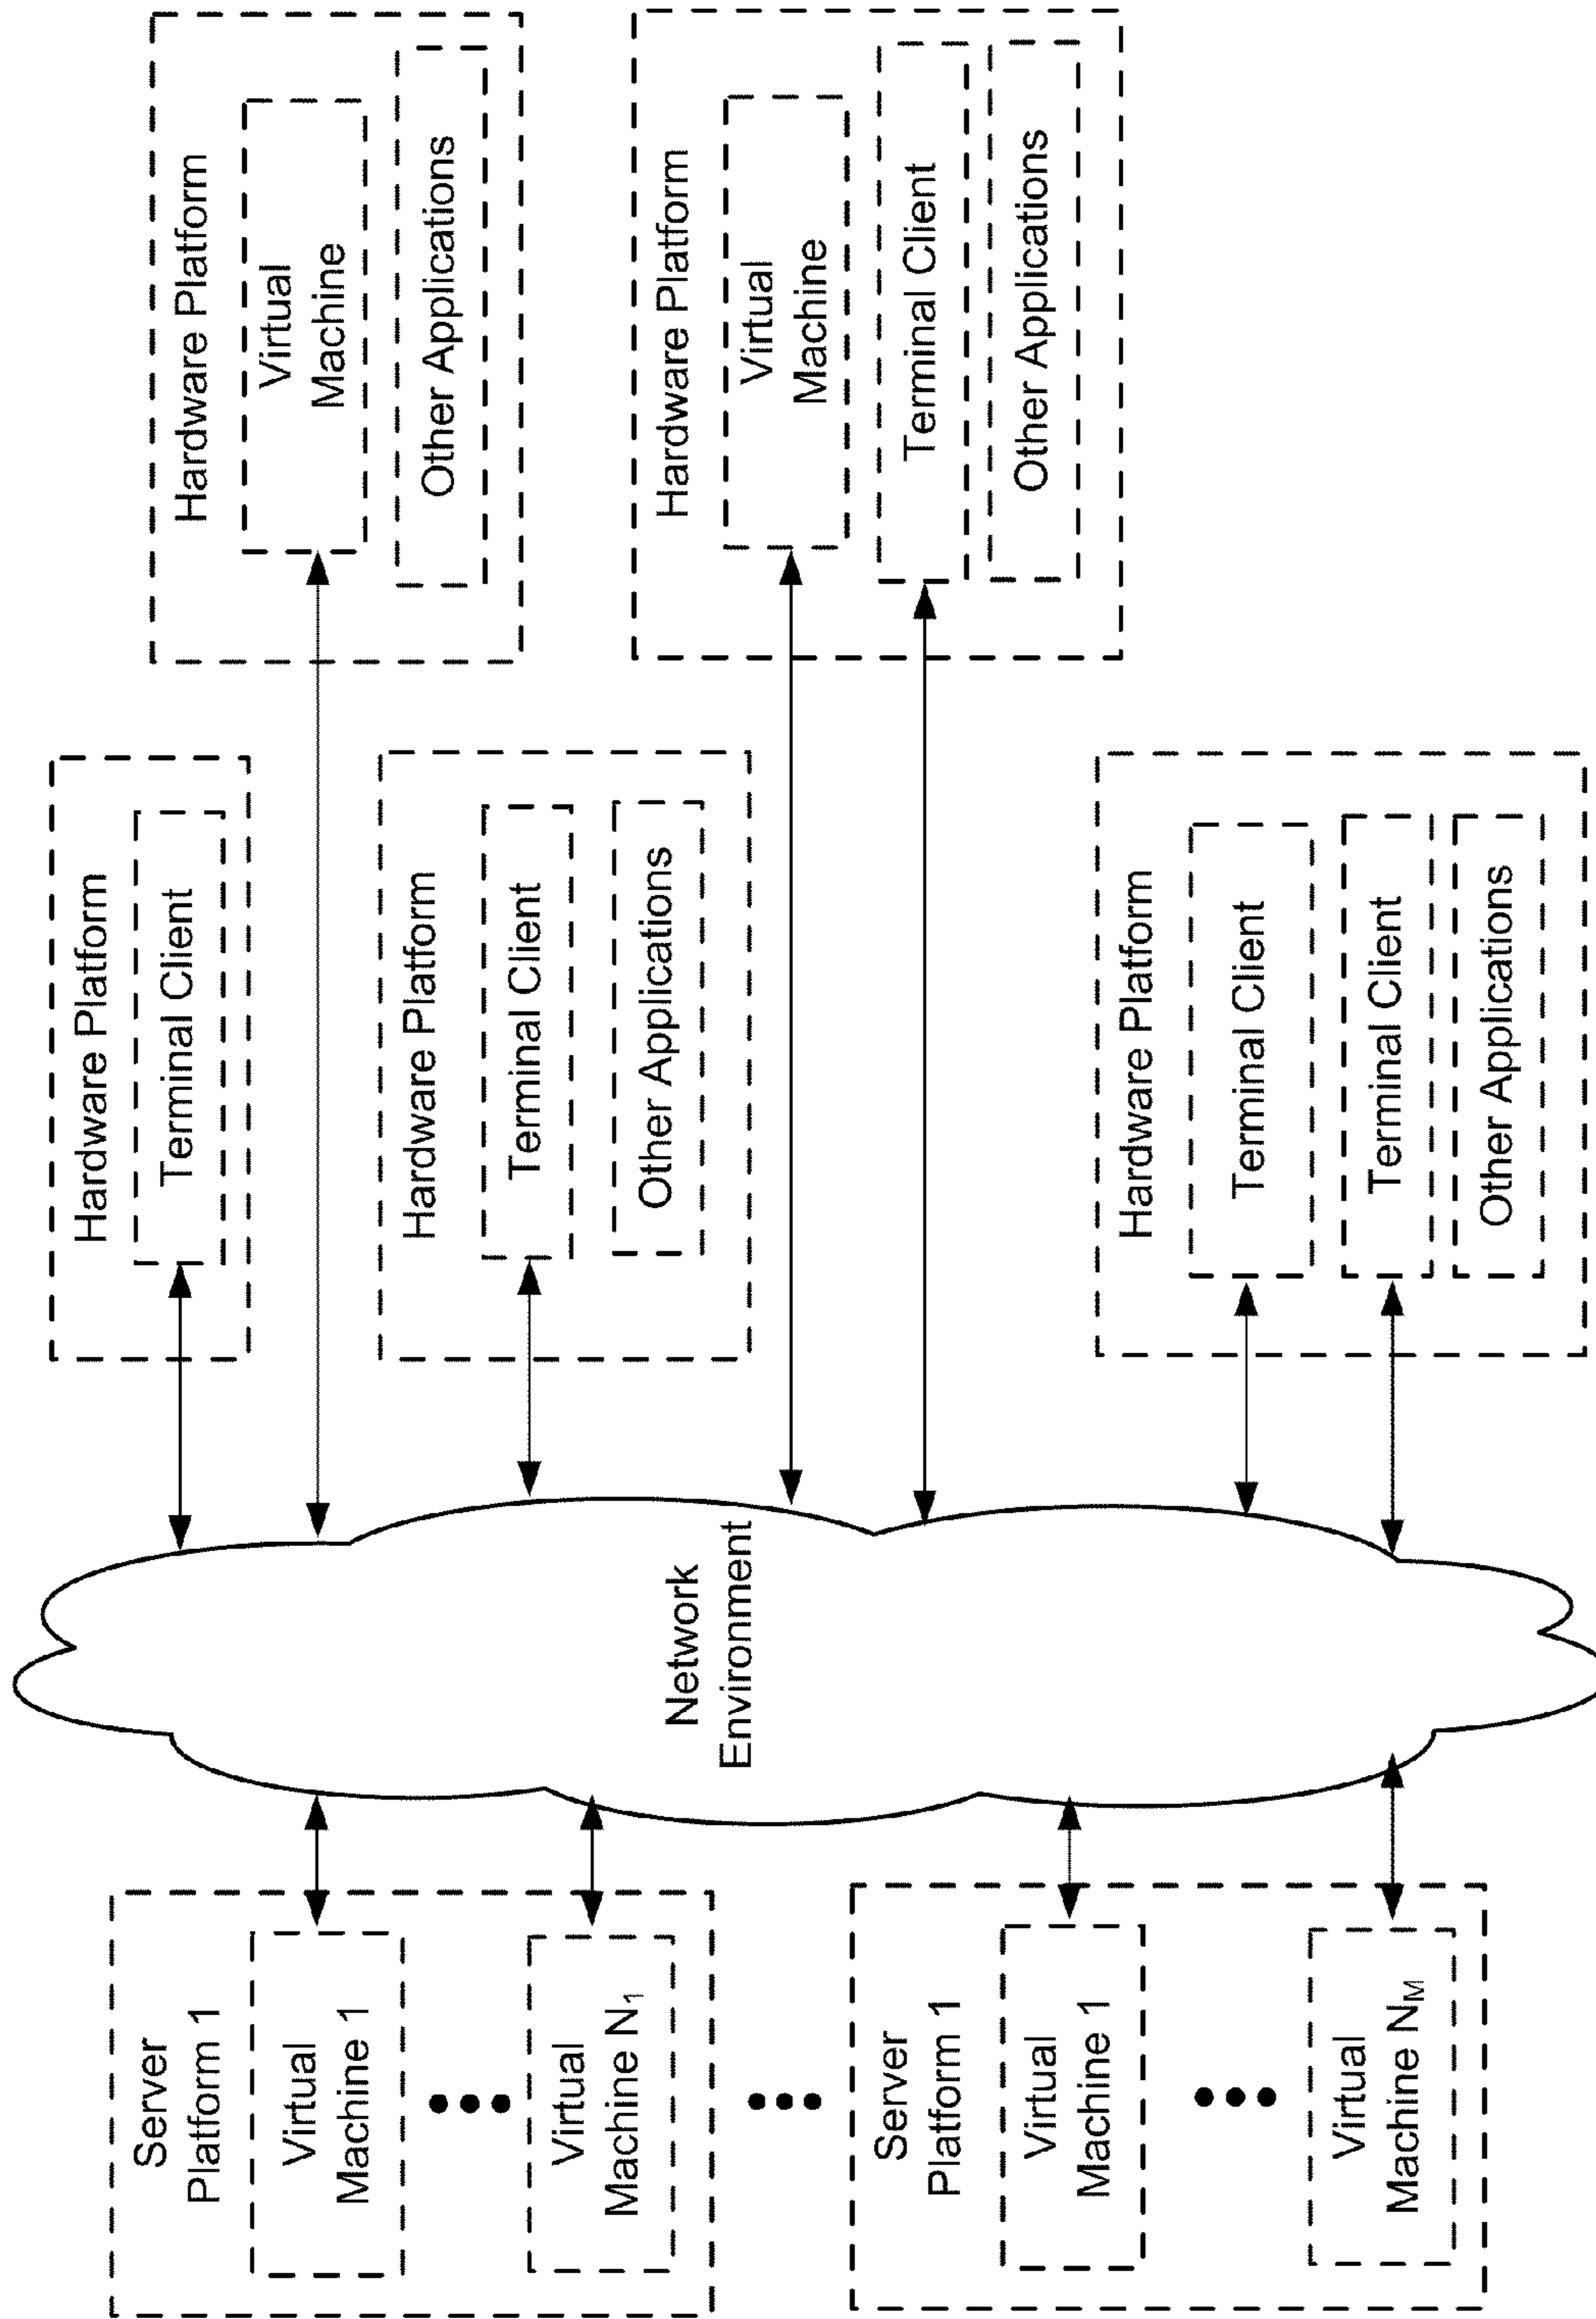 Server
Platform 1
Virtual
Machine 1
Virtual
Machine N₁
Server
Platform 1
Virtual
Machine 1
Virtual
Machine Nₘ
Network
Environment
Hardware Platform
Terminal Client
Hardware Platform
Terminal Client
Other Applications
Hardware Platform
Terminal Client
Terminal Client
Other Applications
Hardware Platform
Virtual
Machine
Other Applications
Hardware Platform
Virtual
Machine
Terminal Client
Other Applications